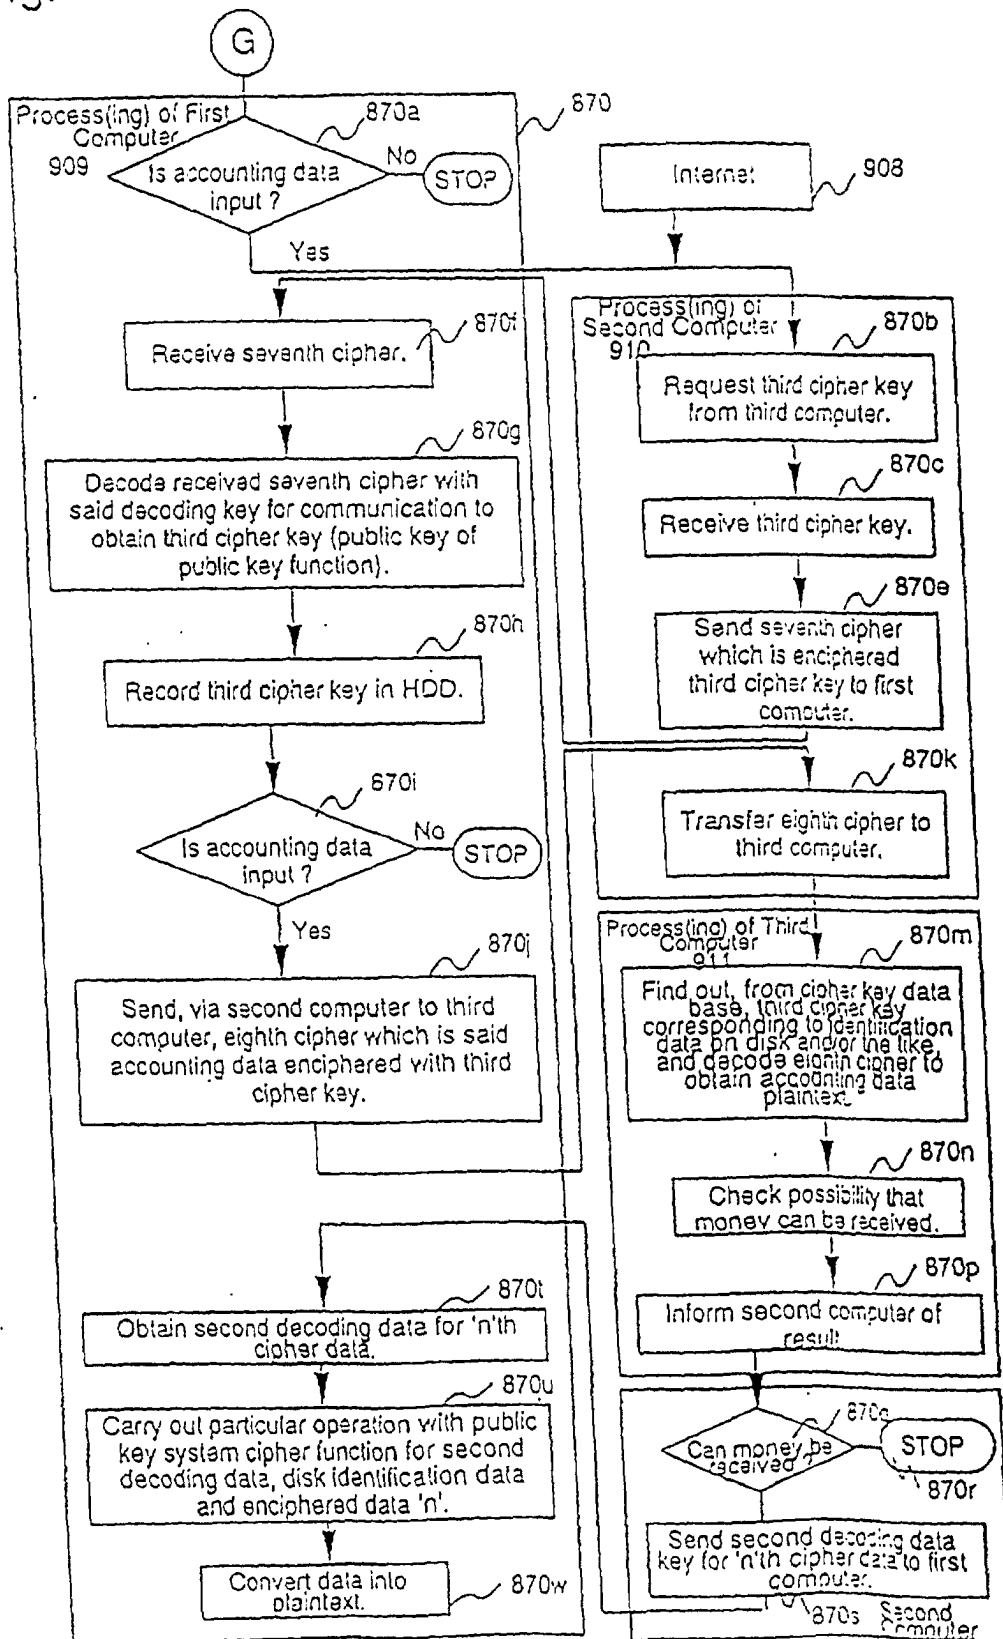 G
Process(ing) of First
Computer
909
870a
870
Is accounting data
input ?
No
STOP
Yes
Internet
908
870f
Receive seventh cipher.
870g
Decode received seventh cipher with
said decoding key for communication to
obtain third cipher key (public key of
public key function).
870h
Record third cipher key in HDD.
870i
Is accounting data
input ?
No
STOP
Yes
870j
Send, via second computer to third
computer, eighth cipher which is said
accounting data enciphered with third
cipher key.
Process(ing) of
Second Computer
910
870b
Request third cipher key
from third computer.
870c
Receive third cipher key.
870e
Send seventh cipher
which is enciphered
third cipher key to first
computer.
870k
Transfer eighth cipher to
third computer.
Process(ing) of Third
Computer
911
870m
Find out, from cipher key data
base, third cipher key
corresponding to identification
data on disk and/or the like,
and decode eighth cipher to
obtain accounting data
plaintext.
870n
Check possibility that
money can be received.
870p
Inform second computer of
result.
870q
Can money be
received ?
STOP
870r
Send second decoding data
key for 'n'th cipher data to first
computer.
870s
Second
Computer
870t
Obtain second decoding data for 'n'th
cipher data.
870u
Carry out particular operation with public
key system cipher function for second
decoding data, disk identification data
and enciphered data 'n'.
Convert data into
plaintext.
870w